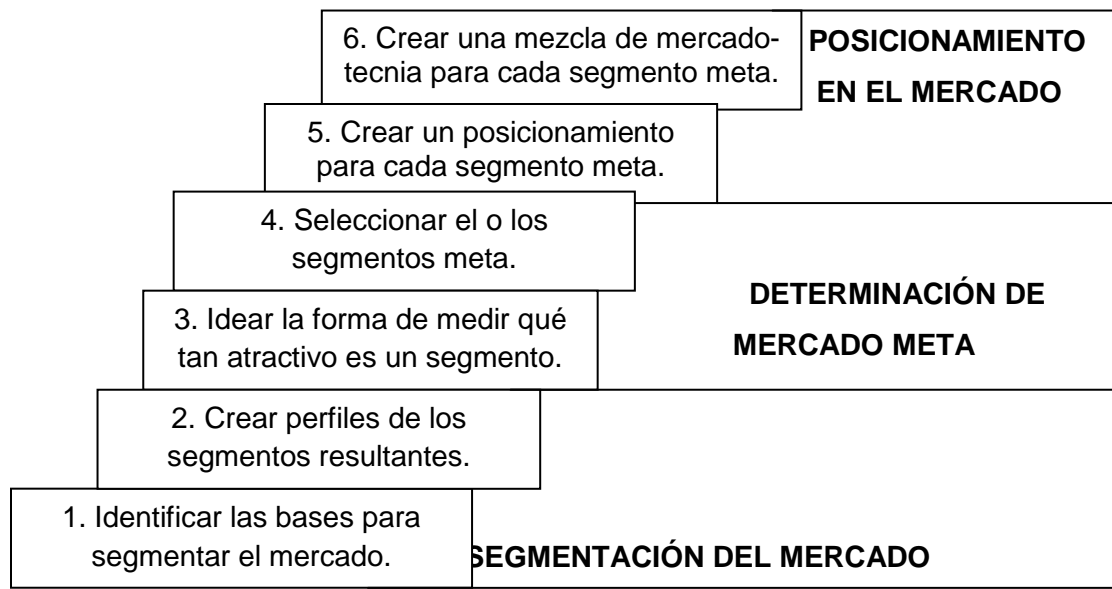 6. Crear una mezcla de mercado-
tecnia para cada segmento meta.
POSICIONAMIENTO
EN EL MERCADO
5. Crear un posicionamiento
para cada segmento meta.
4. Seleccionar el o los
segmentos meta.
DETERMINACIÓN DE
MERCADO META
3. Idear la forma de medir qué
tan atractivo es un segmento.
2. Crear perfiles de los
segmentos resultantes.
1. Identificar las bases para
segmentar el mercado.
SEGMENTACIÓN DEL MERCADO